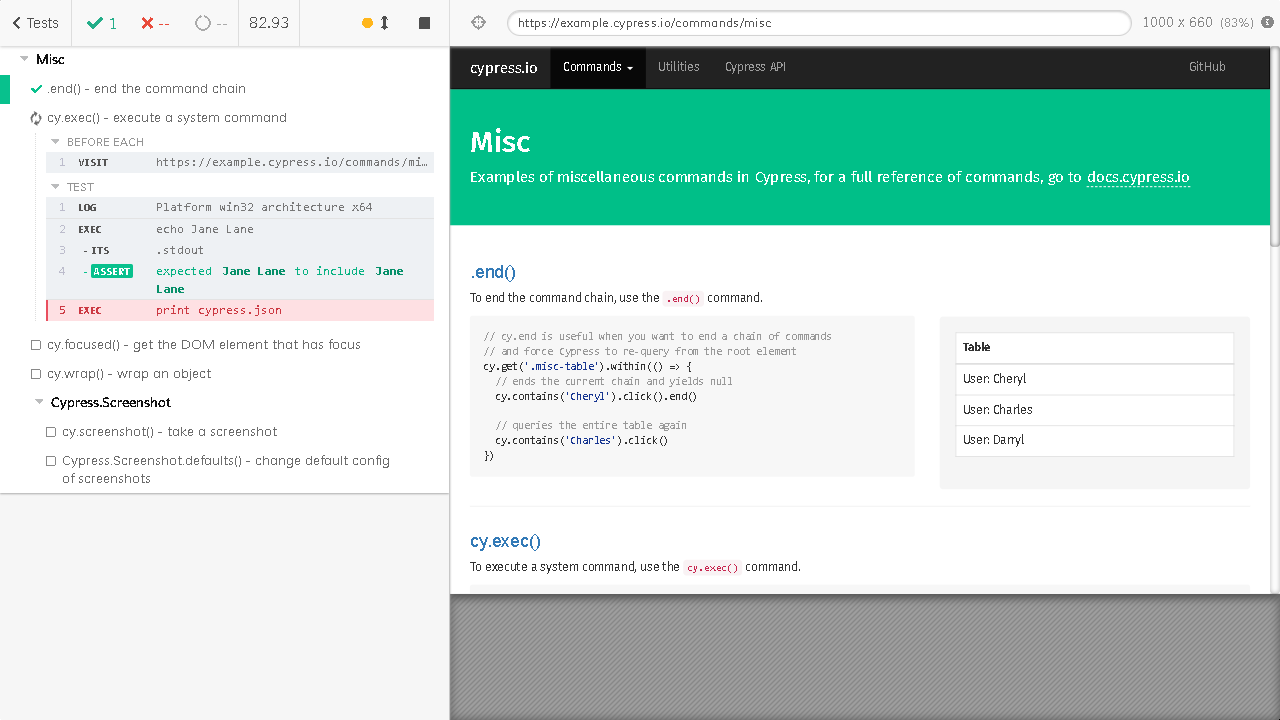 Tests
1
--
--
82.93
https://example.cypress.io/commands/misc
1000 x 660 (83%)
Misc
.end() - end the command chain
cy.exec() - execute a system command
BEFORE EACH
1 VISIT https://example.cypress.io/commands/mi…
TEST
1 LOG Platform win32 architecture x64
2 EXEC echo Jane Lane
3 - ITS .stdout
4 - ASSERT expected Jane Lane to include Jane
Lane
5 EXEC print cypress.json
cy.focused() - get the DOM element that has focus
cy.wrap() - wrap an object
Cypress.Screenshot
cy.screenshot() - take a screenshot
Cypress.Screenshot.defaults() - change default config
of screenshots
cypress.io
Commands
Utilities
Cypress API
GitHub
Misc
Examples of miscellaneous commands in Cypress, for a full reference of commands, go to docs.cypress.io
.end()
To end the command chain, use the .end() command.
// cy.end is useful when you want to end a chain of commands
// and force Cypress to re-query from the root element
cy.get('.misc-table').within(() => {
// ends the current chain and yields null
cy.contains('Cheryl').click().end()
// queries the entire table again
cy.contains('Charles').click()
})
Table
User: Cheryl
User: Charles
User: Darryl
cy.exec()
To execute a system command, use the cy.exec() command.